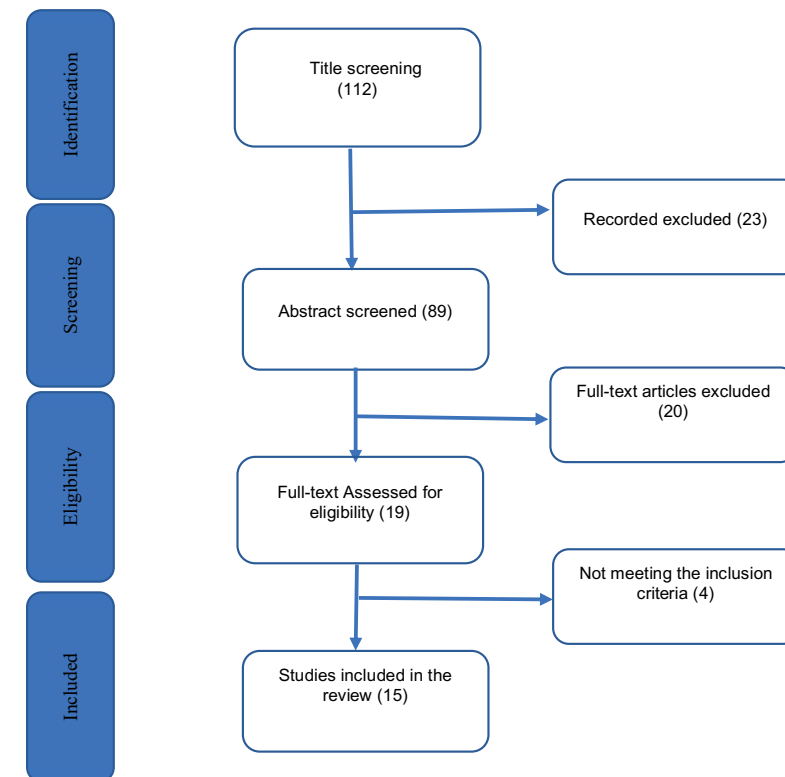 Identification
Title screening
(112)
Recorded excluded (23)
Screening
Abstract screened (89)
Full-text articles excluded
(20)
Eligibility
Full-text Assessed for
eligibility (19)
Not meeting the inclusion
criteria (4)
Included
Studies included in the
review (15)